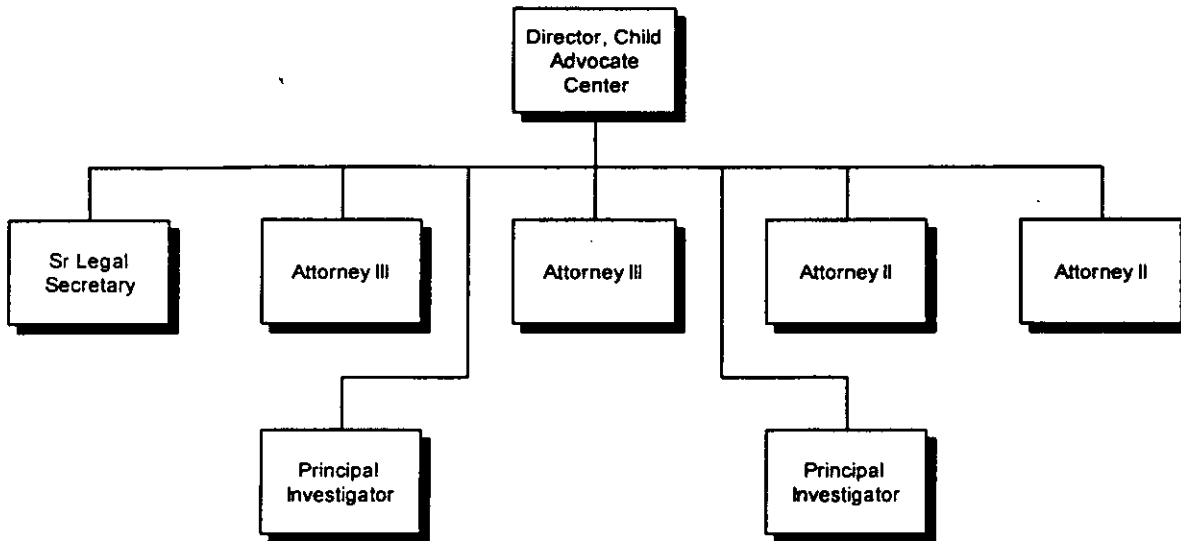 Director, Child
Advocate
Center
Sr Legal
Secretary
Attorney III
Attorney III
Attorney II
Attorney II
Principal
Investigator
Principal
Investigator